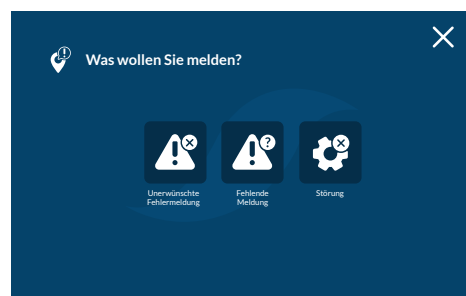 Was wollen Sie melden?
Unerwünschte
Fehlermeldung
Fehlende
Meldung
Störung